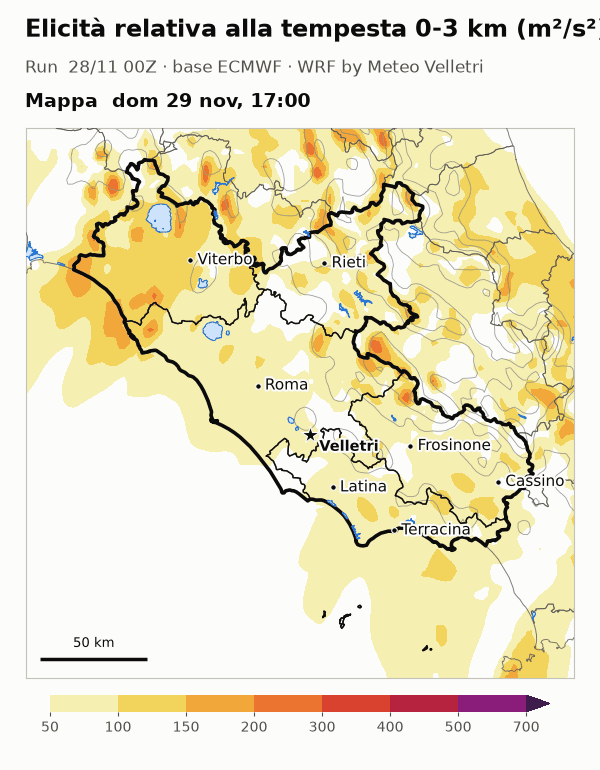 Elicità relativa alla tempesta 0-3 km (m²/s²)
Run  28/11 00Z · base ECMWF · WRF by Meteo Velletri
Mappa  dom 29 nov, 17:00
Viterbo
Rieti
Roma
Velletri
Frosinone
Latina
Cassino
Terracina
50 km
50 100 150 200 300 400 500 700